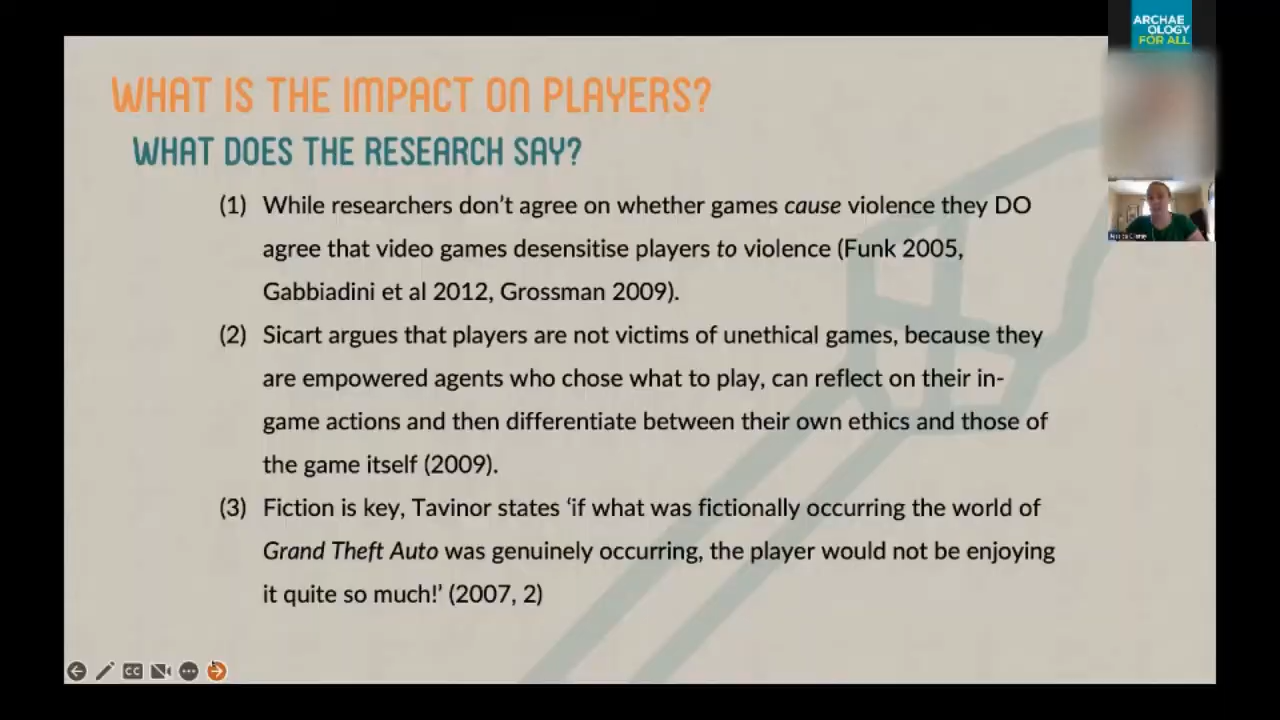 ARCHAE
OLOGY
FOR ALL
WHAT IS THE IMPACT ON PLAYERS?
WHAT DOES THE RESEARCH SAY?
(1) While researchers don't agree on whether games cause violence they DO
agree that video games desensitise players to violence (Funk 2005,
Gabbiadini et al 2012, Grossman 2009).
(2) Sicart argues that players are not victims of unethical games, because they
are empowered agents who chose what to play, can reflect on their in-
game actions and then differentiate between their own ethics and those of
the game itself (2009).
(3) Fiction is key, Tavinor states ‘if what was fictionally occurring the world of
Grand Theft Auto was genuinely occurring, the player would not be enjoying
it quite so much!’ (2007, 2)
CC